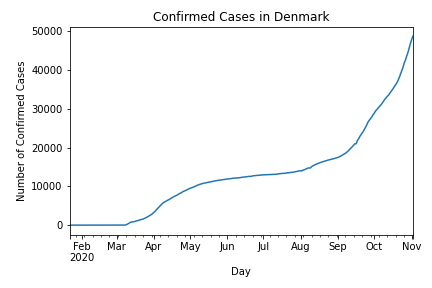 Confirmed Cases in Denmark
50000
40000
30000
20000
10000
0
Number of Confirmed Cases
Feb Mar Apr May Jun Jul Aug Sep Oct Nov
2020
Day